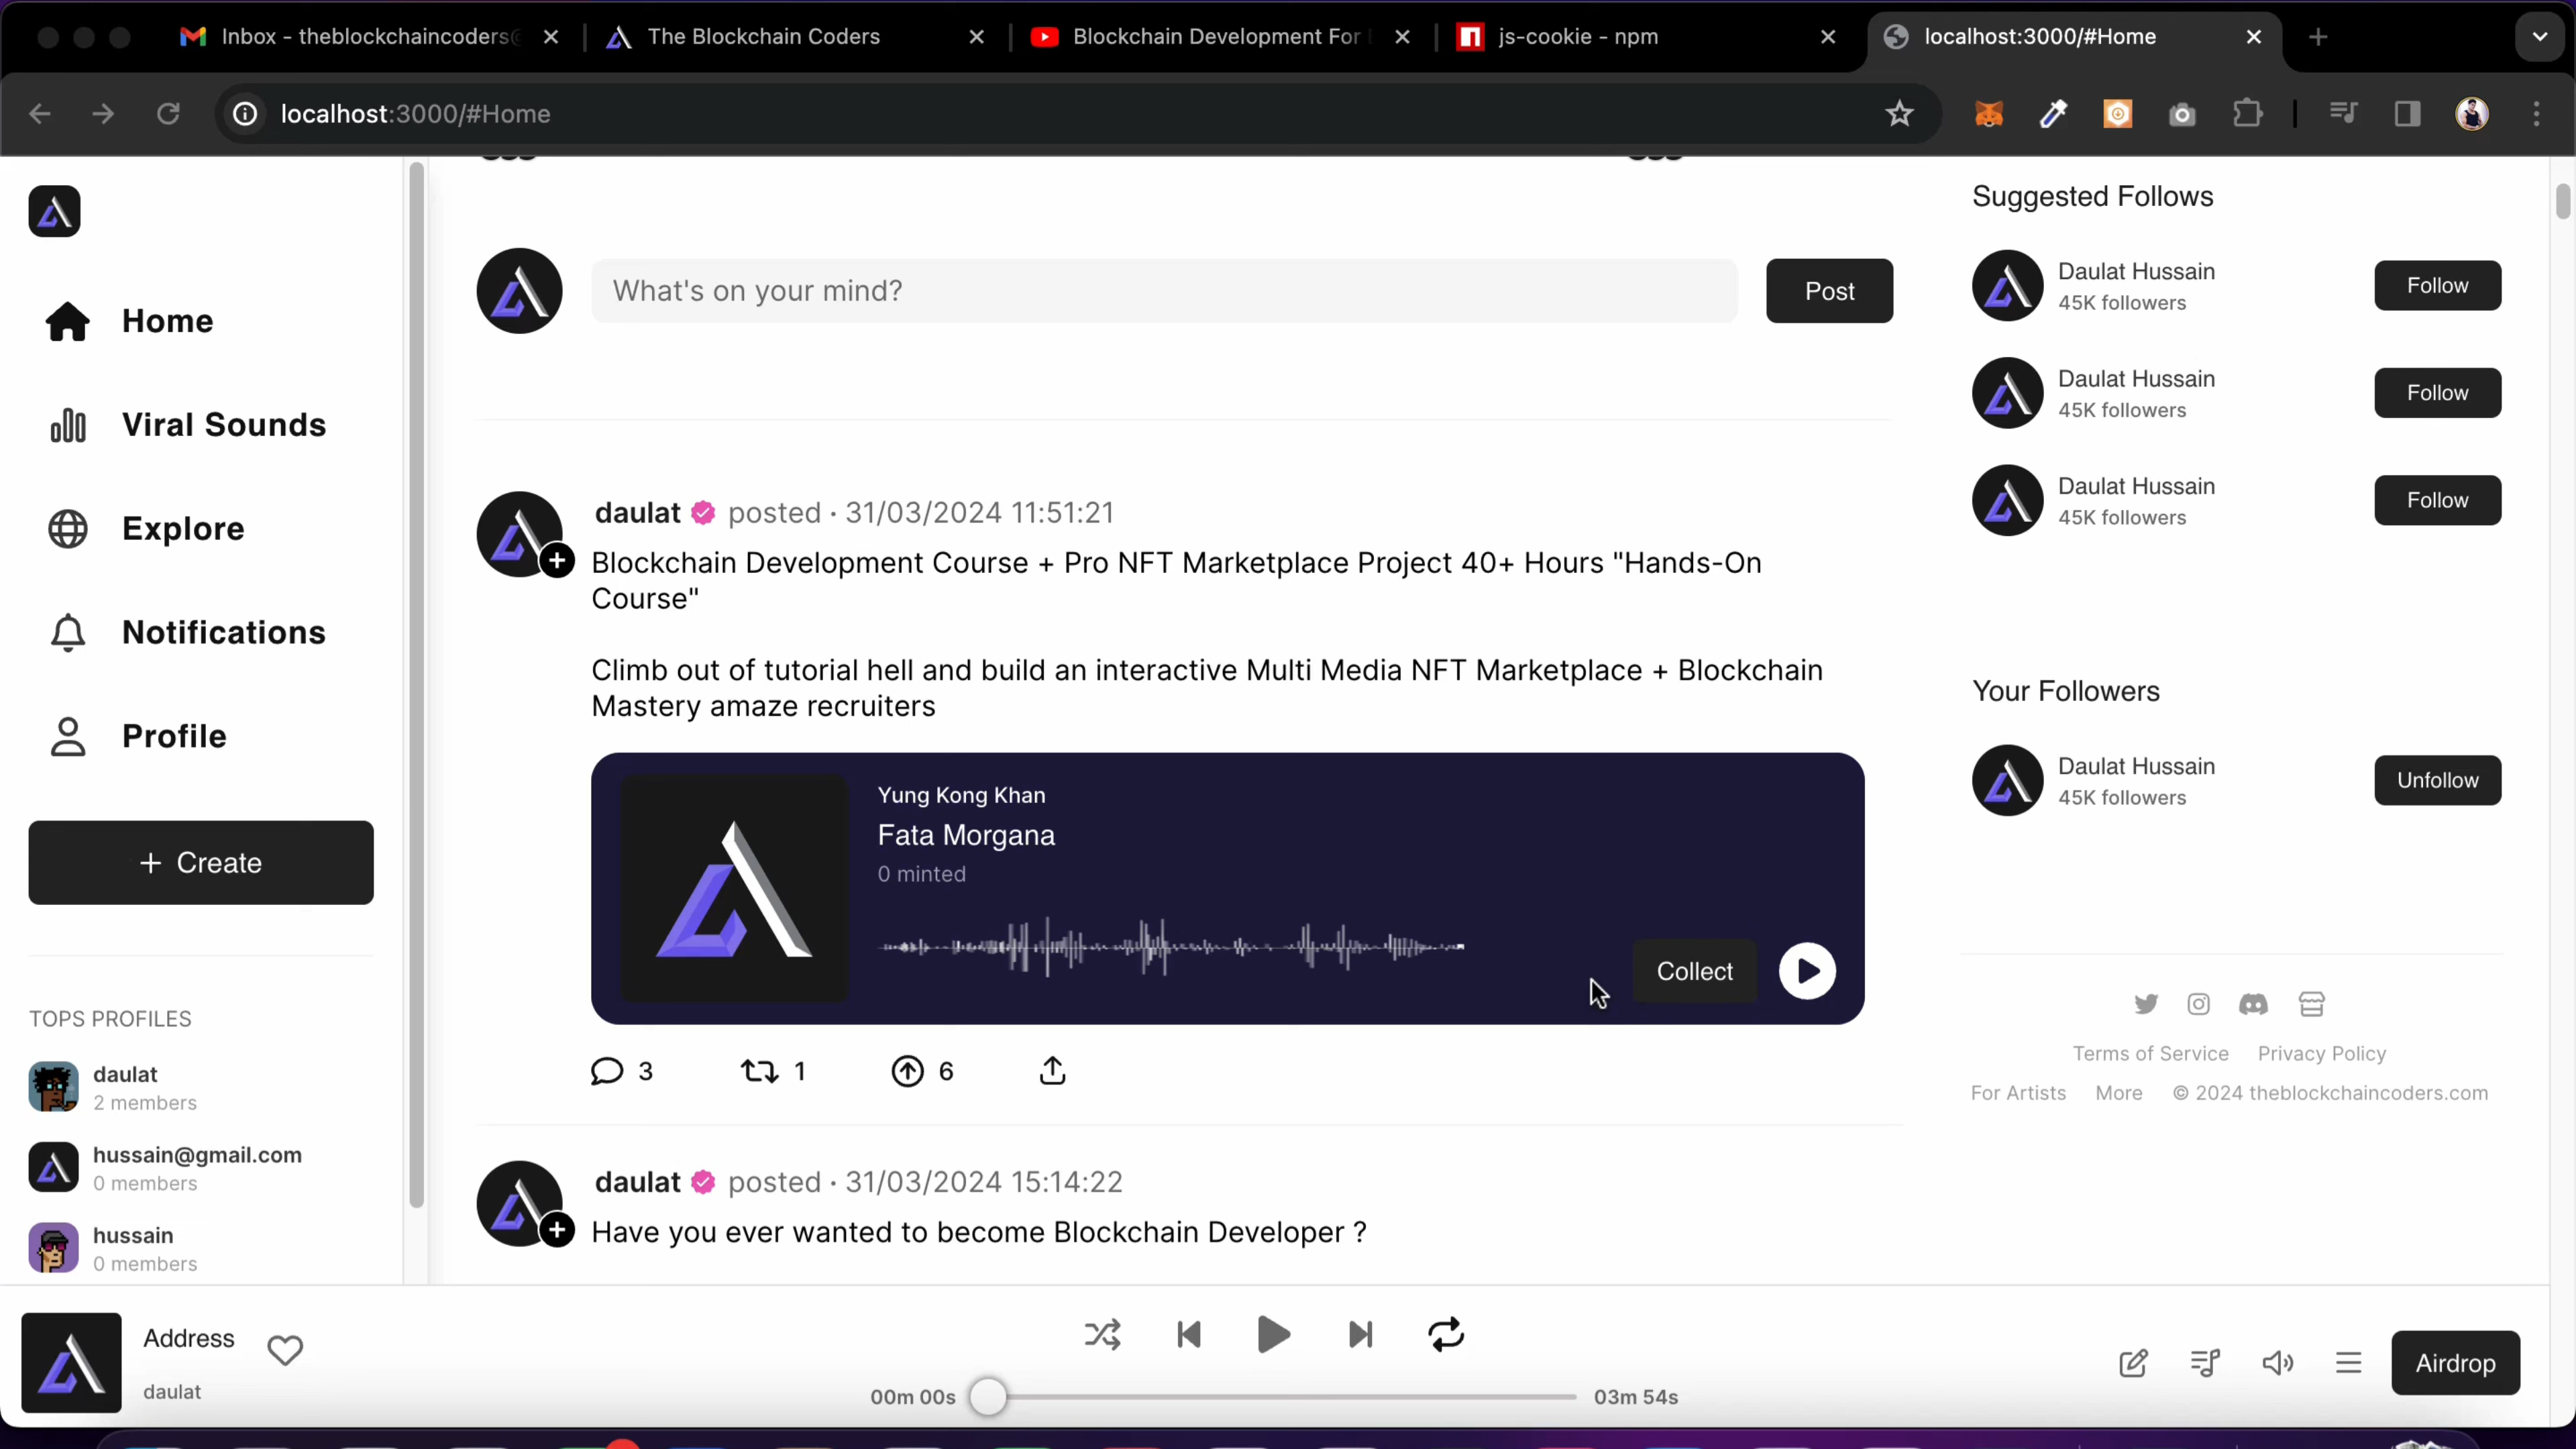 Inbox - theblockchaincoders@
The Blockchain Coders
Blockchain Development For
js-cookie - npm
localhost:3000/#Home
localhost:3000/#Home
Home
Viral Sounds
Explore
Notifications
Profile
+ Create
TOPS PROFILES
daulat
2 members
hussain@gmail.com
0 members
hussain
0 members
What's on your mind?
Post
daulat posted · 31/03/2024 11:51:21
Blockchain Development Course + Pro NFT Marketplace Project 40+ Hours "Hands-On
Course"
Climb out of tutorial hell and build an interactive Multi Media NFT Marketplace + Blockchain
Mastery amaze recruiters
Yung Kong Khan
Fata Morgana
0 minted
Collect
3 1 6
daulat posted · 31/03/2024 15:14:22
Have you ever wanted to become Blockchain Developer ?
Suggested Follows
Daulat Hussain
45K followers
Follow
Daulat Hussain
45K followers
Follow
Daulat Hussain
45K followers
Follow
Your Followers
Daulat Hussain
45K followers
Unfollow
Terms of Service Privacy Policy
For Artists More © 2024 theblockchaincoders.com
Address
daulat
00m 00s
03m 54s
Airdrop